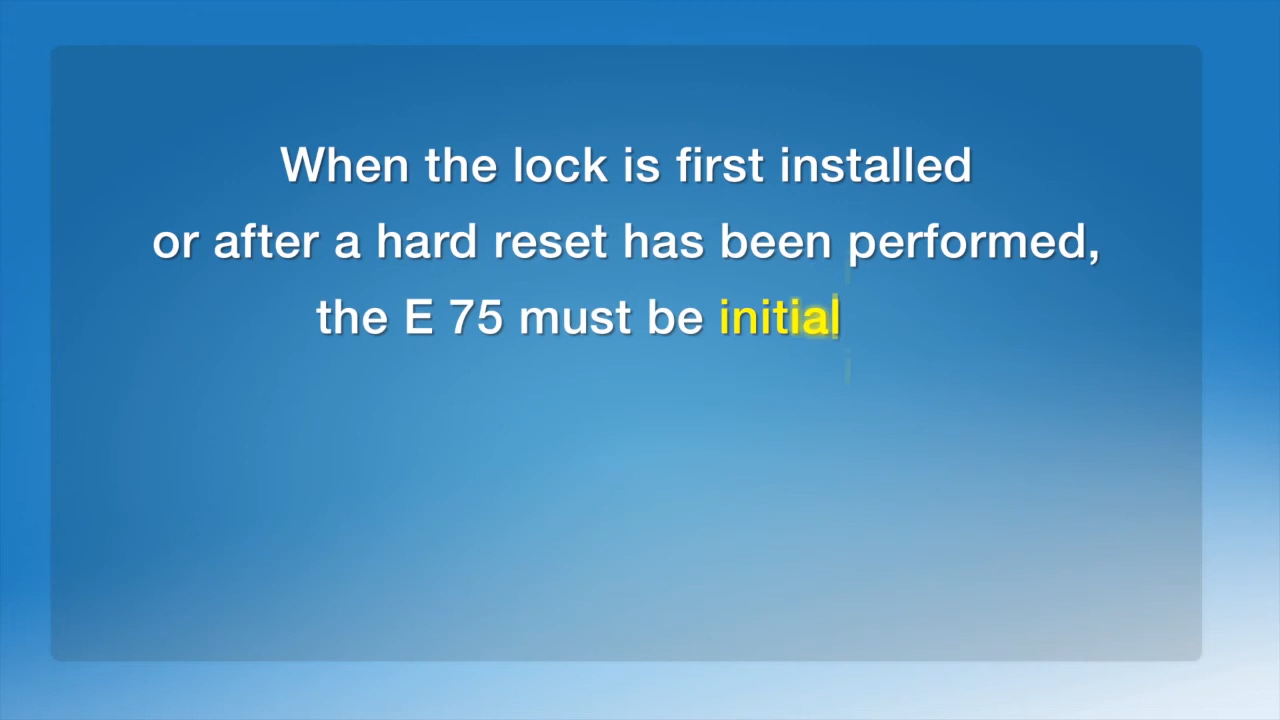 When the lock is first installed
or after a hard reset has been performed,
the E 75 must be initial